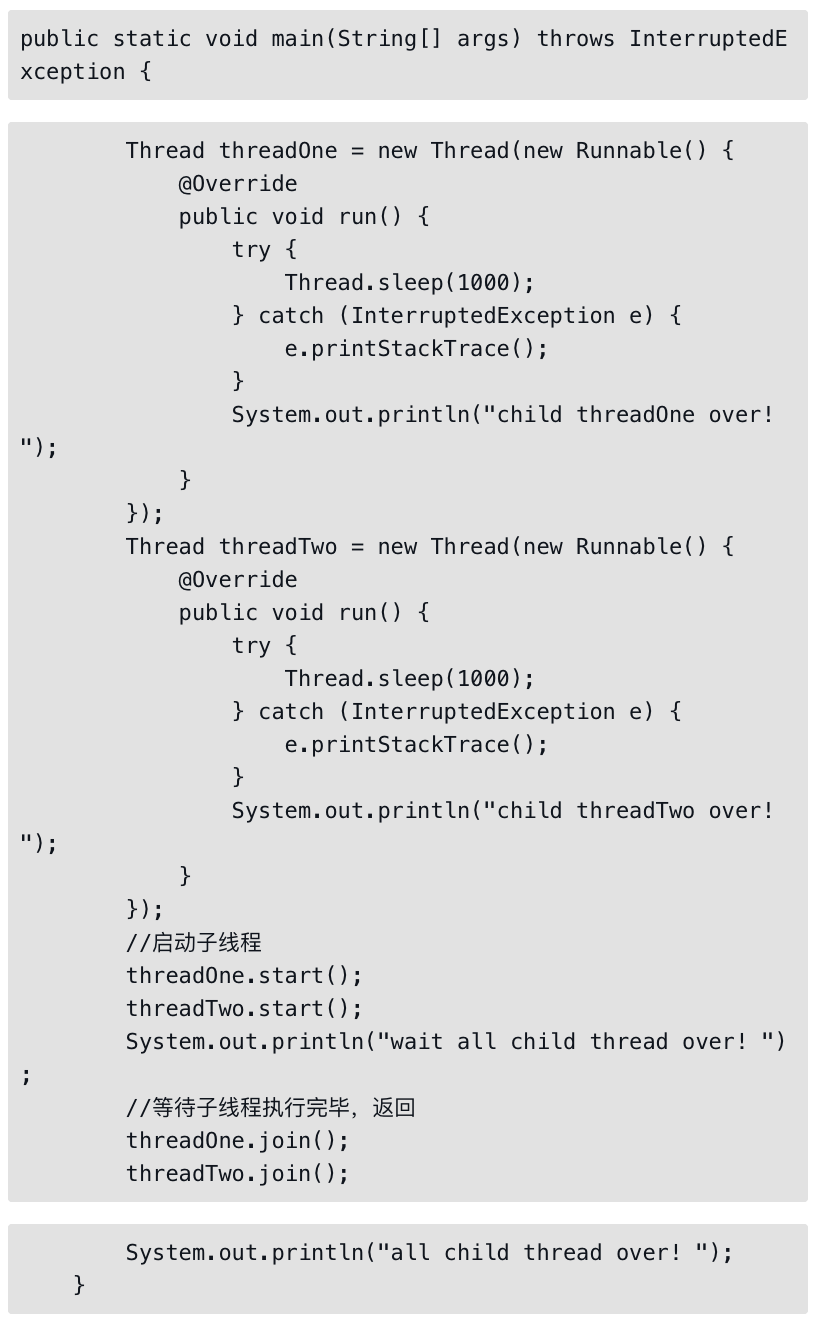 public static void main(String[] args) throws InterruptedE
xception {
        Thread threadOne = new Thread(new Runnable() {
            @Override
            public void run() {
                try {
                    Thread.sleep(1000);
                } catch (InterruptedException e) {
                    e.printStackTrace();
                }
                System.out.println("child threadOne over! 
");
            }
        });
        Thread threadTwo = new Thread(new Runnable() {
            @Override
            public void run() {
                try {
                    Thread.sleep(1000);
                } catch (InterruptedException e) {
                    e.printStackTrace();
                }
                System.out.println("child threadTwo over! 
");
            }
        });
        //启动子线程
        threadOne.start();
        threadTwo.start();
        System.out.println("wait all child thread over! ")
;
        //等待子线程执行完毕，返回
        threadOne.join();
        threadTwo.join();
        System.out.println("all child thread over! ");
    }